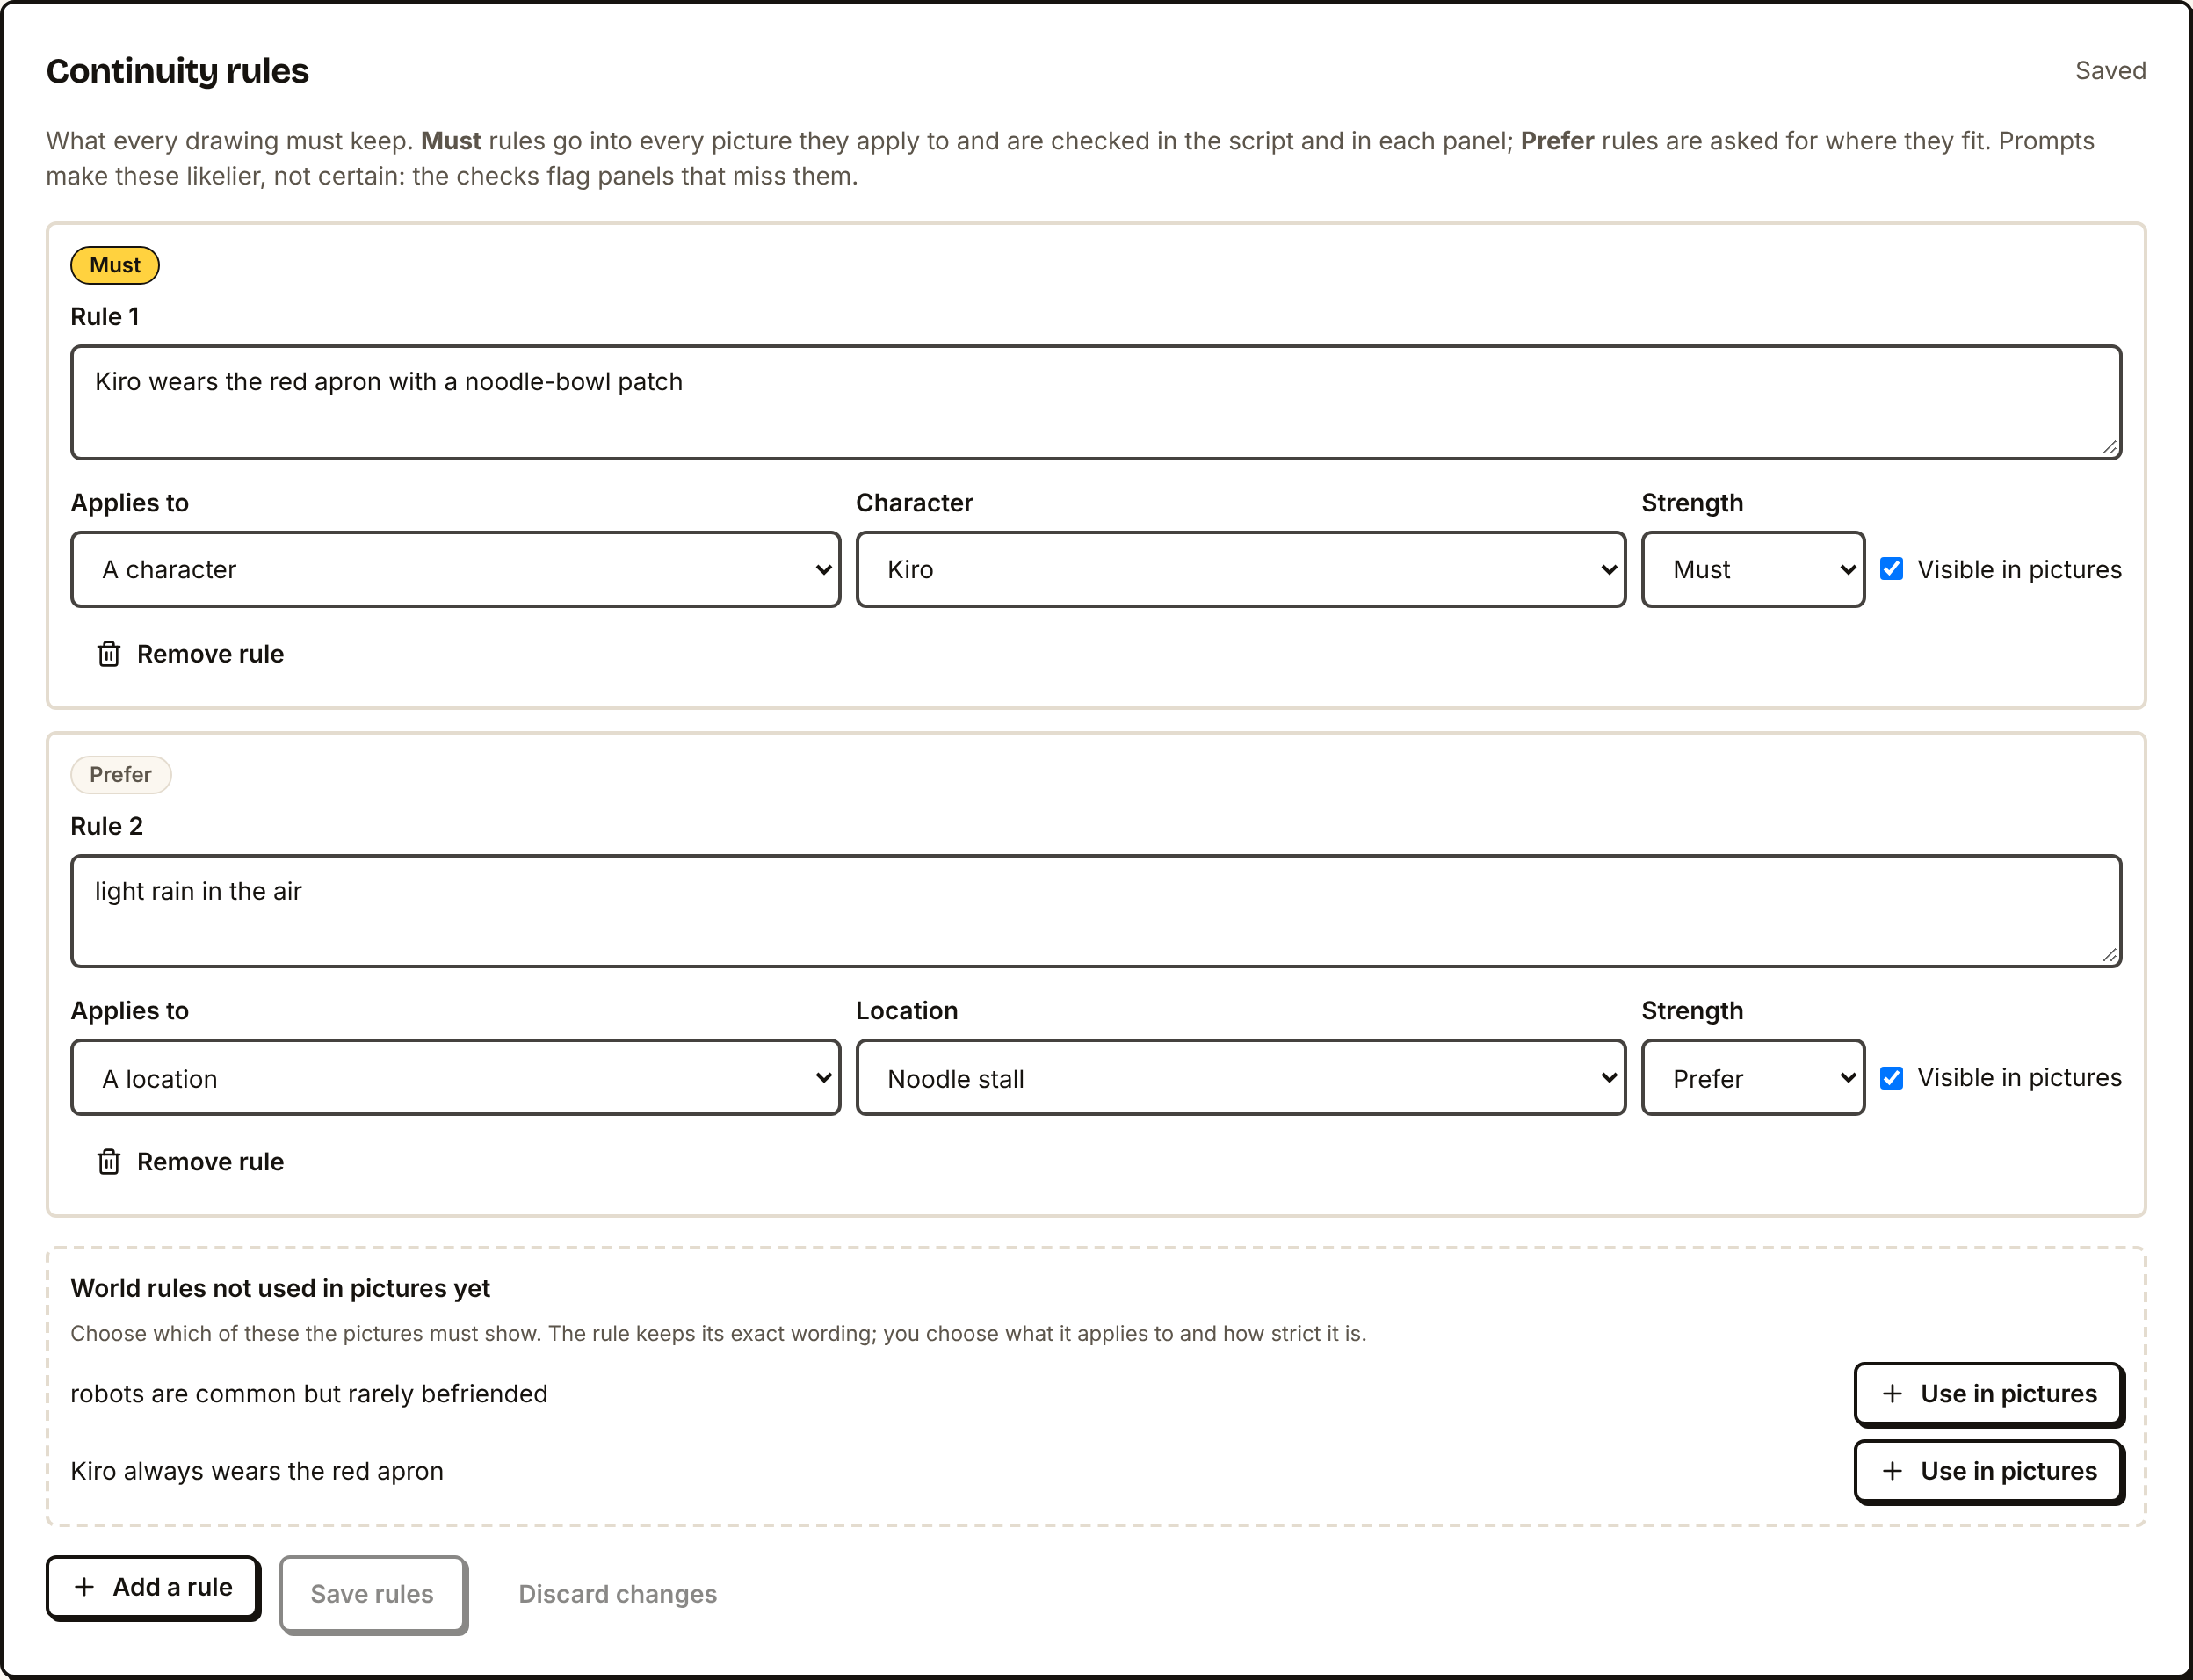 Continuity rules
Saved
What every drawing must keep. Must rules go into every picture they apply to and are checked in the script and in each panel; Prefer rules are asked for where they fit. Prompts
make these likelier, not certain: the checks flag panels that miss them.
Must
Rule 1
Kiro wears the red apron with a noodle-bowl patch
Applies to
Character
Strength
A character
Kiro
Must
Visible in pictures
Remove rule
Prefer
Rule 2
light rain in the air
Applies to
Location
Strength
A location
Noodle stall
Prefer
Visible in pictures
Remove rule
World rules not used in pictures yet
Choose which of these the pictures must show. The rule keeps its exact wording; you choose what it applies to and how strict it is.
robots are common but rarely befriended
+ Use in pictures
Kiro always wears the red apron
+ Use in pictures
+ Add a rule
Save rules
Discard changes